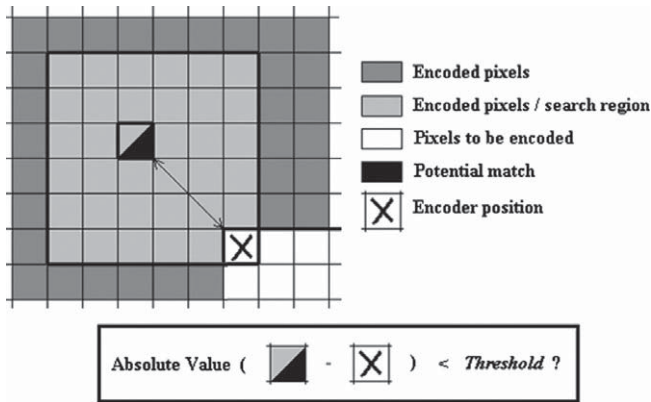 Encoded pixels
Encoded pixels / search region
Pixels to be encoded
Potential match
Encoder position
Absolute Value ( - ) < Threshold ?